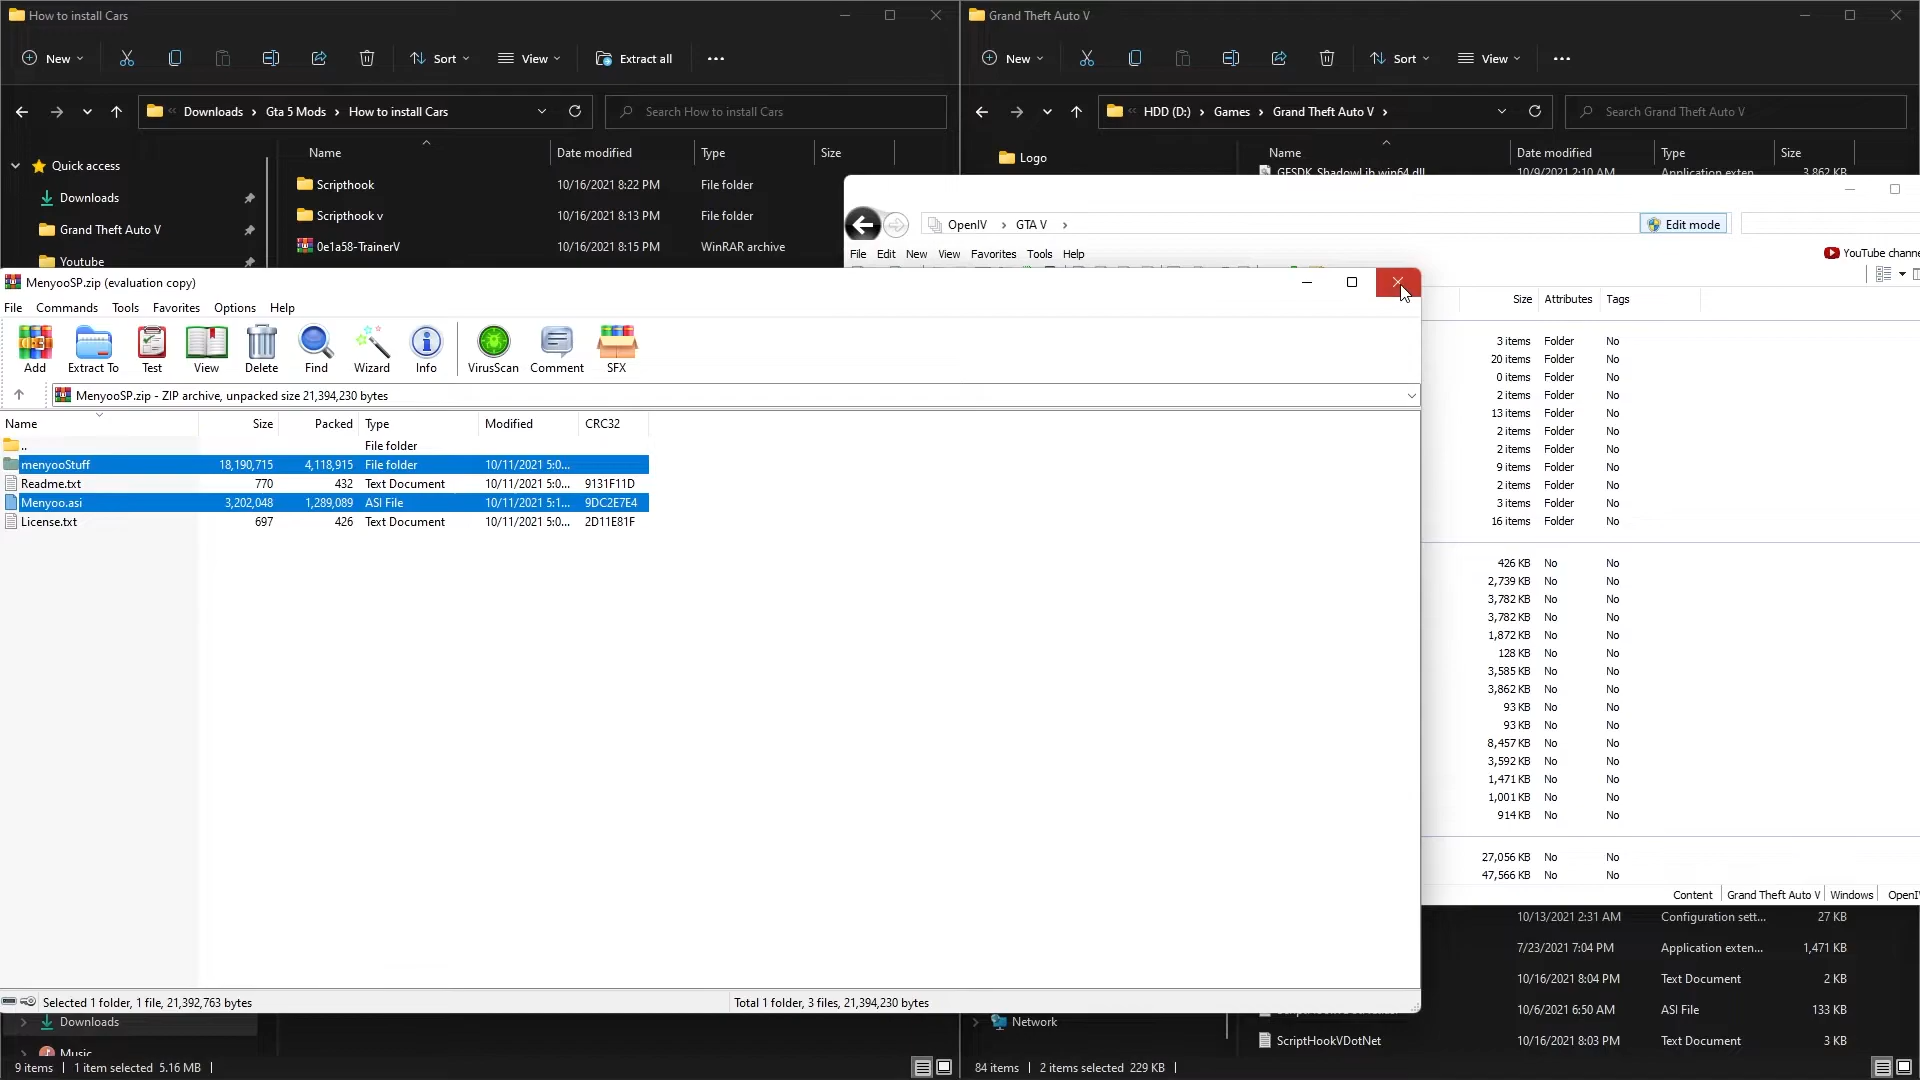 How to install Cars
New
Sort
View
Extract all
Downloads > Gta 5 Mods > How to install Cars
Search How to install Cars
Name
Date modified
Type
Size
Quick access
Downloads
Grand Theft Auto V
Youtube
Scripthook 10/16/2021 8:22 PM File folder
Scripthook v 10/16/2021 8:13 PM File folder
0e1a58-TrainerV 10/16/2021 8:15 PM WinRAR archive
Grand Theft Auto V
New
Sort
View
HDD (D:) > Games > Grand Theft Auto V >
Search Grand Theft Auto V
Logo
Name
Date modified
Type
Size
GFSDK_ShadowLib.win64.dll 10/9/2021 2:10 AM Application exten... 3,862 KB
OpenIV > GTA V >
Edit mode
File Edit New View Favorites Tools Help
YouTube channe
Size Attributes Tags
3 items Folder No
20 items Folder No
0 items Folder No
2 items Folder No
13 items Folder No
2 items Folder No
2 items Folder No
9 items Folder No
2 items Folder No
3 items Folder No
16 items Folder No
426 KB No No
2,739 KB No No
3,782 KB No No
3,782 KB No No
1,872 KB No No
128 KB No No
3,585 KB No No
3,862 KB No No
93 KB No No
93 KB No No
8,457 KB No No
3,592 KB No No
1,471 KB No No
1,001 KB No No
914 KB No No
27,056 KB No No
47,566 KB No No
Content Grand Theft Auto V Windows OpenIV
MenyooSP.zip (evaluation copy)
File Commands Tools Favorites Options Help
Add
Extract To
Test
View
Delete
Find
Wizard
Info
VirusScan
Comment
SFX
MenyooSP.zip - ZIP archive, unpacked size 21,394,230 bytes
Name Size Packed Type Modified CRC32
.. File folder
menyooStuff 18,190,715 4,118,915 File folder 10/11/2021 5:0...
Readme.txt 770 432 Text Document 10/11/2021 5:0... 9131F11D
Menyoo.asi 3,202,048 1,289,089 ASI File 10/11/2021 5:1... 9DC2E7E4
License.txt 697 426 Text Document 10/11/2021 5:0... 2D11E81F
Selected 1 folder, 1 file, 21,392,763 bytes
Total 1 folder, 3 files, 21,394,230 bytes
10/13/2021 2:31 AM Configuration sett... 27 KB
7/23/2021 7:04 PM Application exten... 1,471 KB
10/16/2021 8:04 PM Text Document 2 KB
10/6/2021 6:50 AM ASI File 133 KB
ScriptHookVDotNet 10/16/2021 8:03 PM Text Document 3 KB
Downloads
Music
Network
9 items
1 item selected 5.16 MB
84 items
2 items selected 229 KB